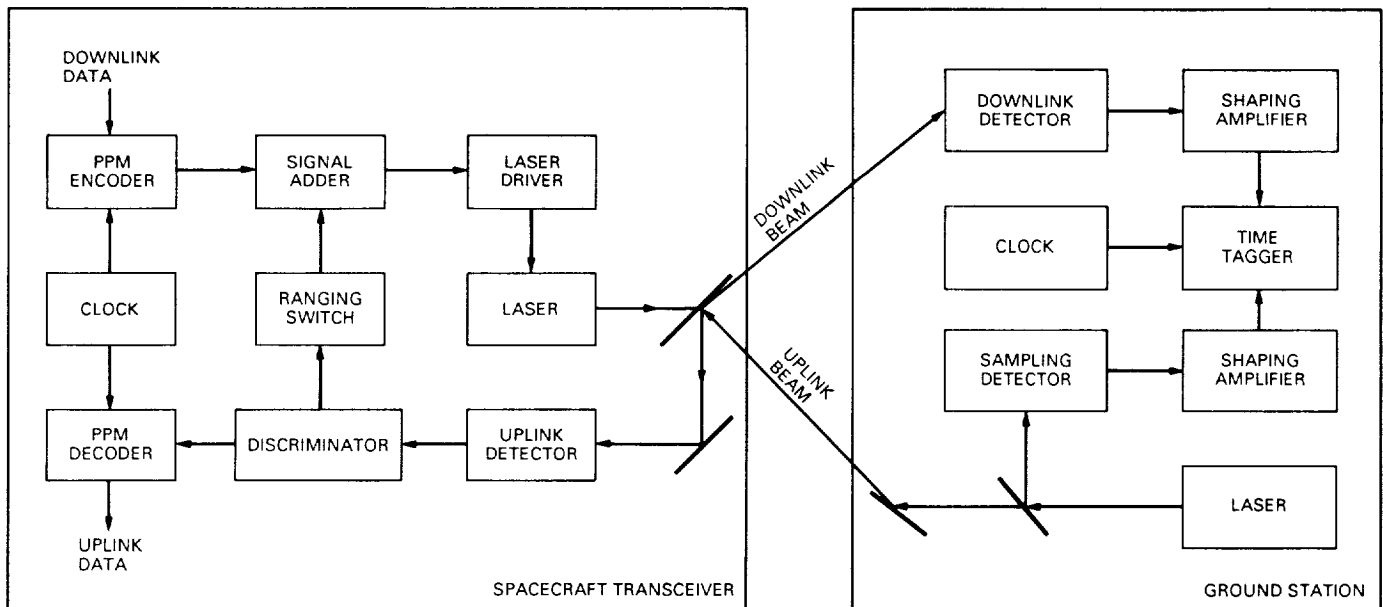 DOWNLINK
DATA
PPM
ENCODER
SIGNAL
ADDER
LASER
DRIVER
CLOCK
RANGING
SWITCH
LASER
PPM
DECODER
DISCRIMINATOR
UPLINK
DETECTOR
UPLINK
DATA
SPACECRAFT TRANSCEIVER
DOWNLINK
BEAM
UPLINK
BEAM
DOWNLINK
DETECTOR
SHAPING
AMPLIFIER
CLOCK
TIME
TAGGER
SAMPLING
DETECTOR
SHAPING
AMPLIFIER
LASER
GROUND STATION